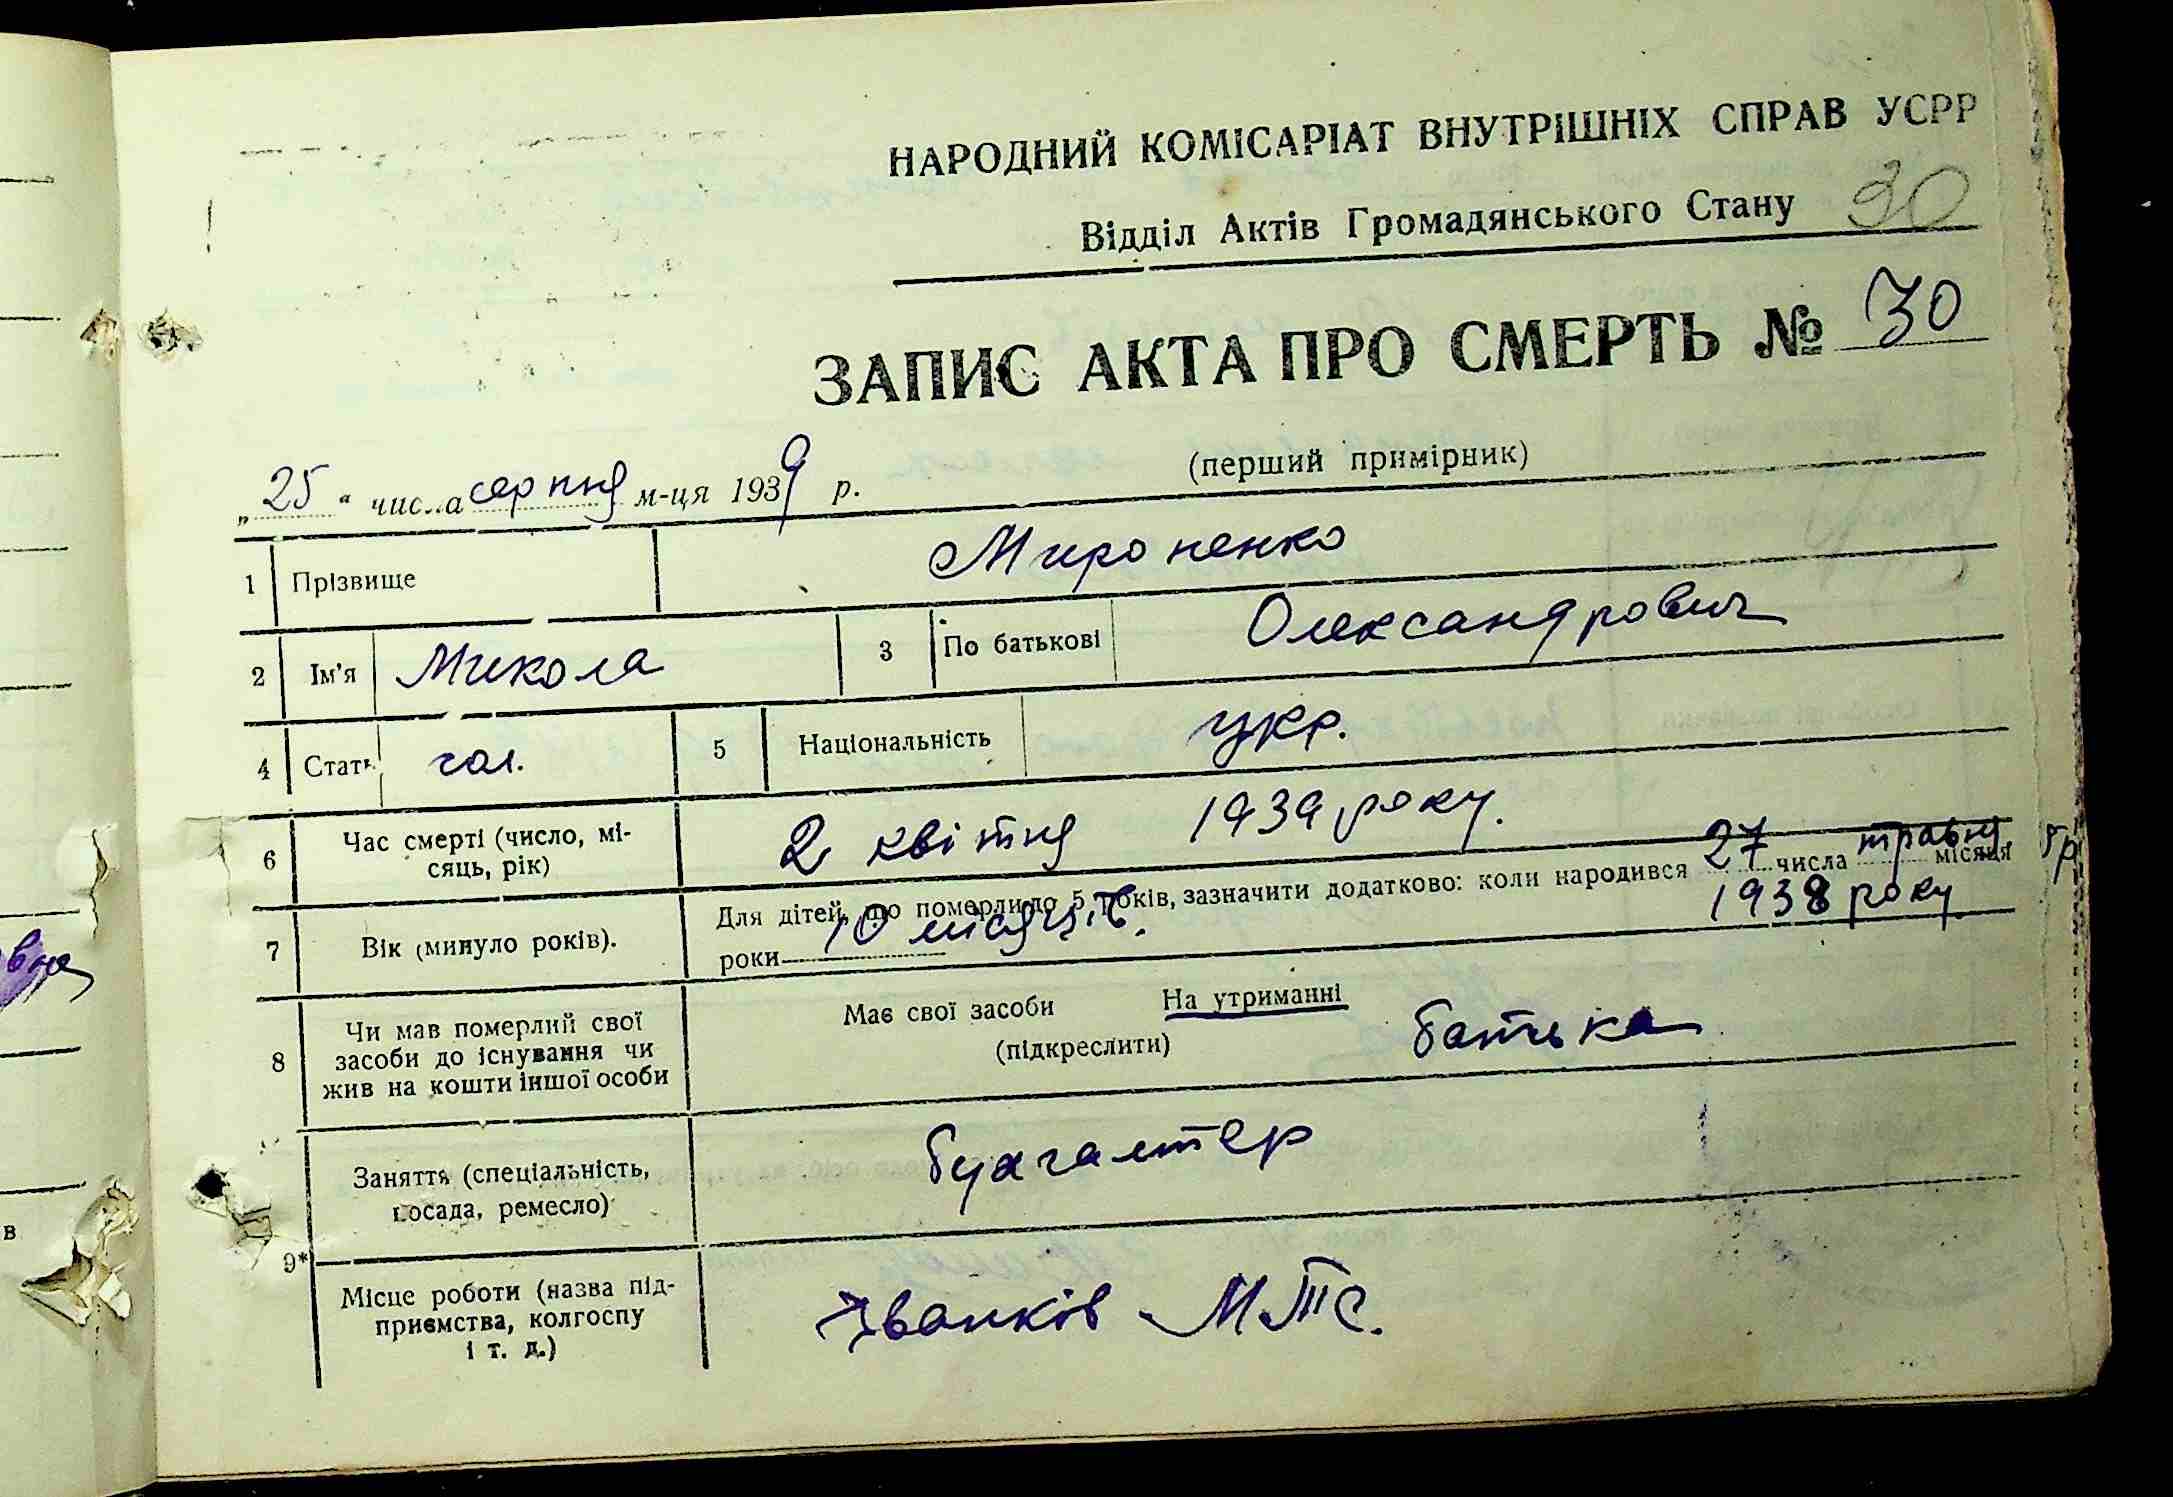 НАРОДНИЙ КОМІСАРІАТ ВНУТРІШНІХ СПРАВ УСРР
Відділ Актів Громадянського Стану 30
ЗАПИС АКТА ПРО СМЕРТЬ № 30
„25“ числа серпня м-ця 1939 р. (перший примірник)
1 Прізвище Мироненко
2 Ім'я Микола 3 По батькові Олександрович
4 Стать чол. 5 Національність укр.
6 Час смерті (число, мі-
сяць, рік) 2 квітня 1939 року.
7 Вік (минуло років). Для дітей, що померли до 5 років, зазначити додатково: коли народився 27 числа травня місяця
роки 10 місяців. 1938 року
8 Чи мав померлий свої
засоби до існування чи
жив на кошти іншої особи
Має свої засоби На утриманні батька
(підкреслити)
9* Заняття (спеціальність,
посада, ремесло) бухгалтер
Місце роботи (назва під-
приємства, колгоспу
і т. д.) Іванків МТС.
в